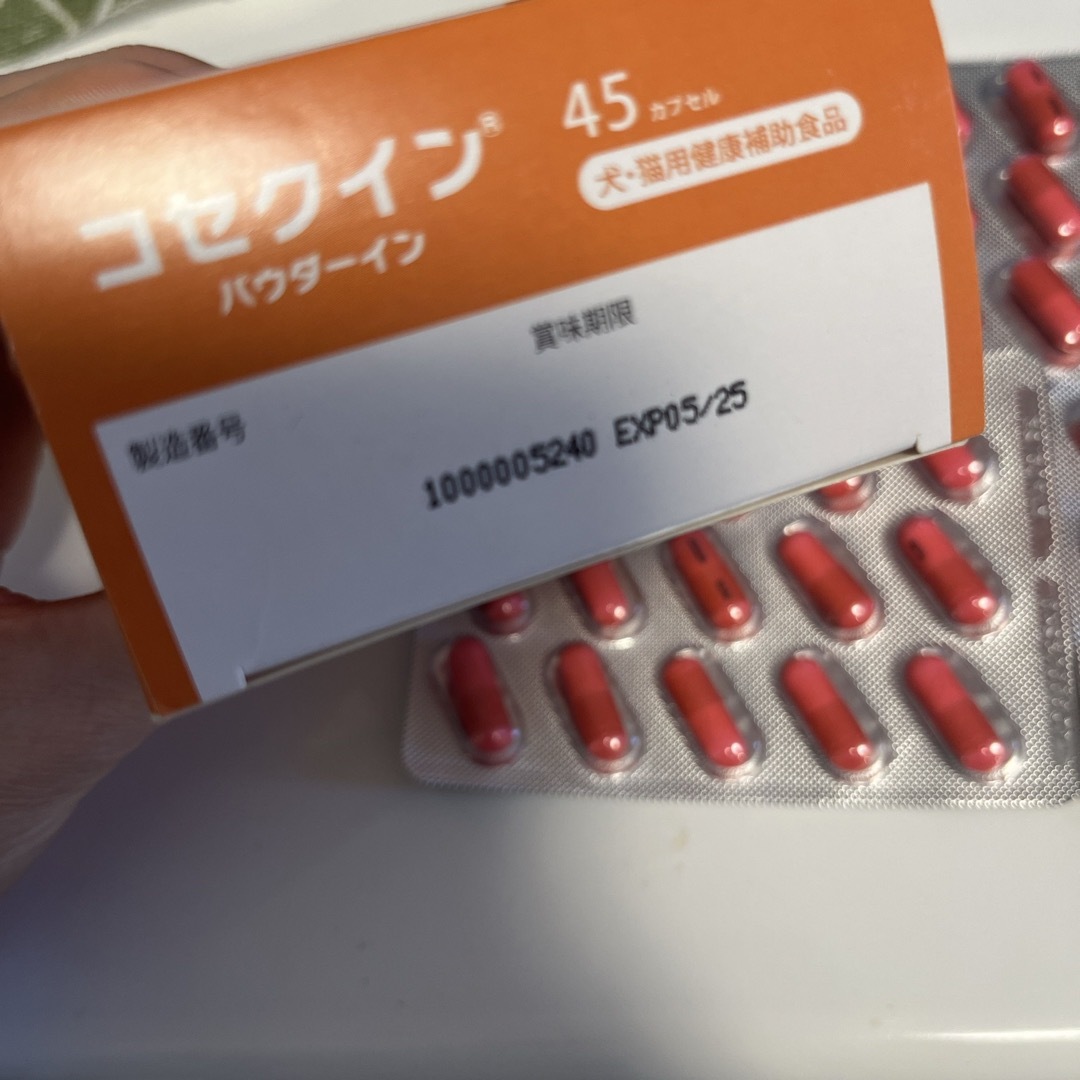 コセクイン®
パウダーイン
45 カプセル
犬・猫用健康補助食品
賞味期限
製造番号
1000005240 EXP05/25